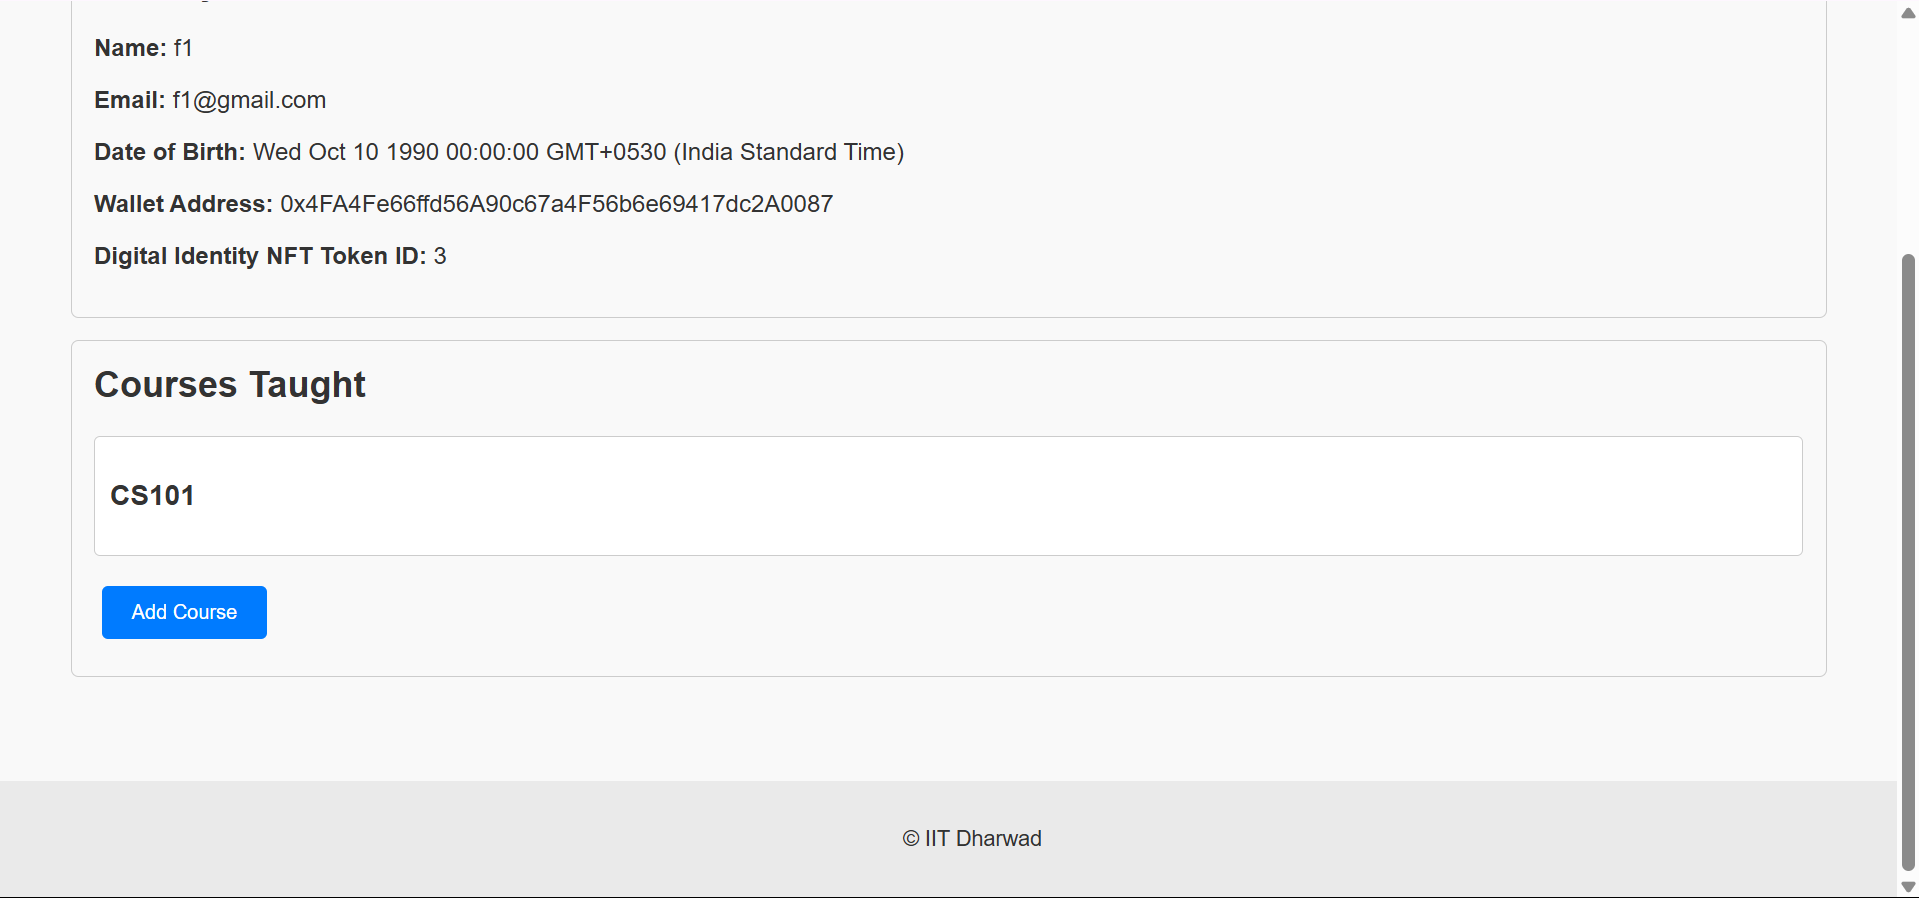 Name: f1
Email: f1@gmail.com
Date of Birth: Wed Oct 10 1990 00:00:00 GMT+0530 (India Standard Time)
Wallet Address: 0x4FA4Fe66ffd56A90c67a4F56b6e69417dc2A0087
Digital Identity NFT Token ID: 3
Courses Taught
CS101
Add Course
© IIT Dharwad